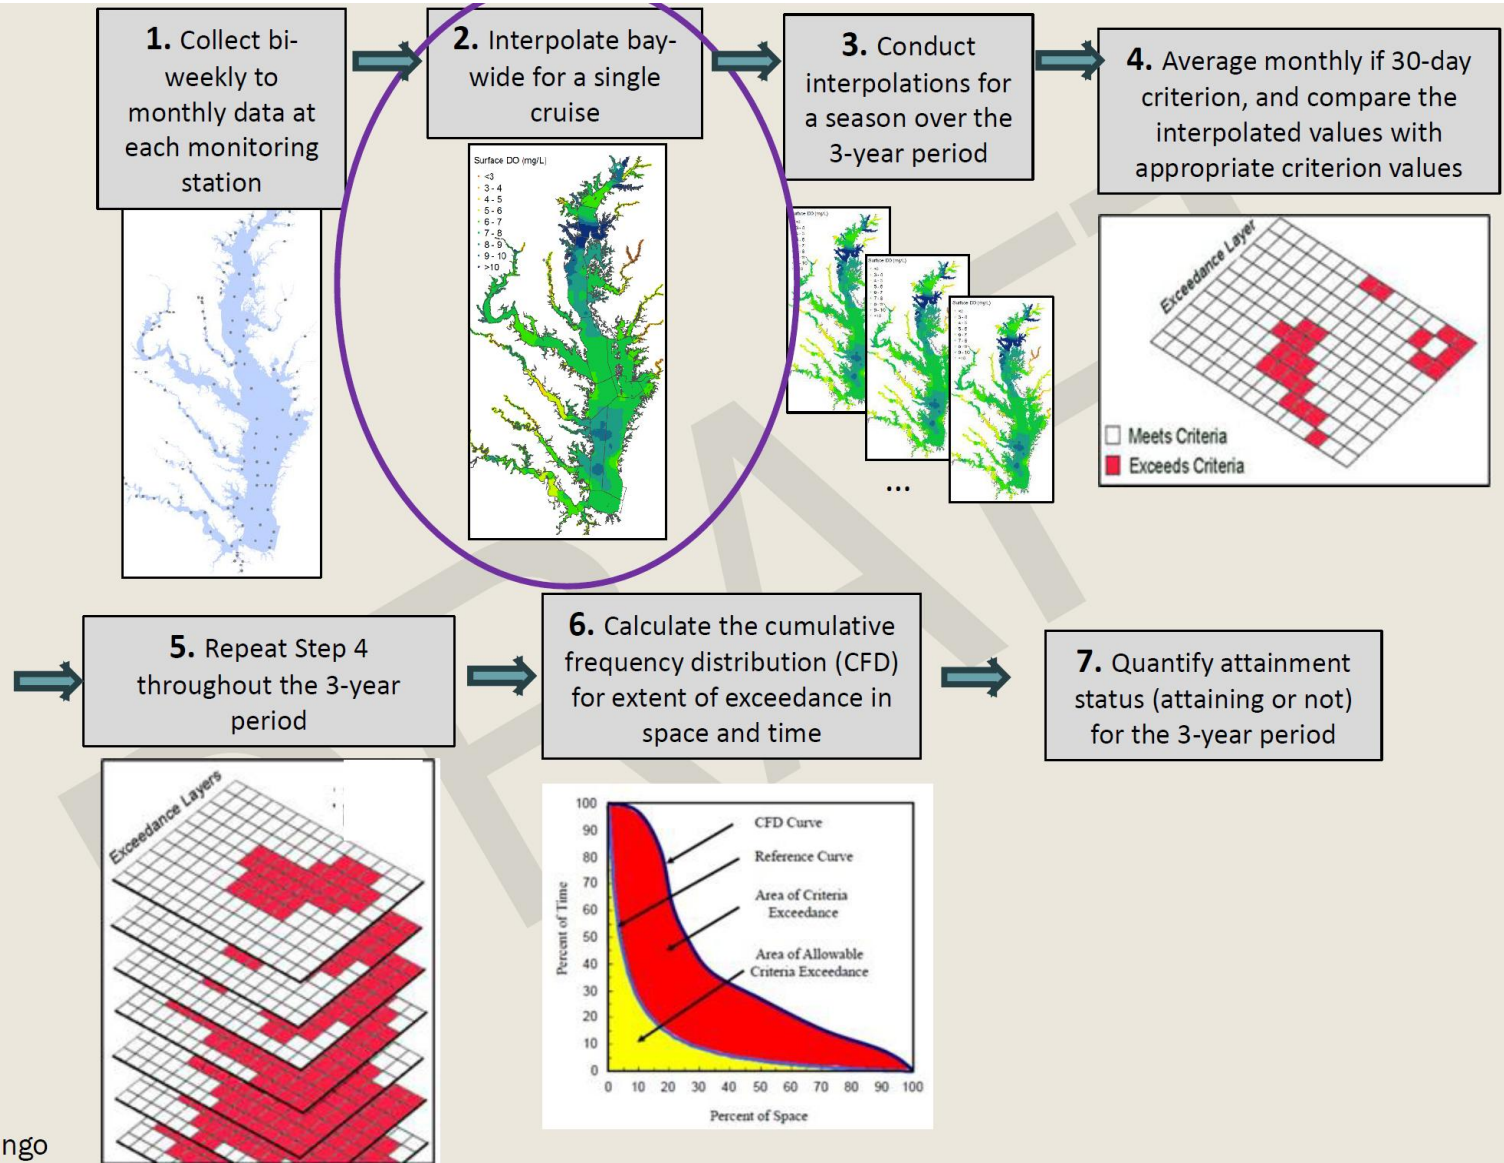 1. Collect bi-
weekly to
monthly data at
each monitoring
station
2. Interpolate bay-
wide for a single
cruise
3. Conduct
interpolations for
a season over the
3-year period
4. Average monthly if 30-day
criterion, and compare the
interpolated values with
appropriate criterion values
Surface DO (mg/L)
<3
3 - 4
4 - 5
5 - 6
6 - 7
7 - 8
8 - 9
9 - 10
>10
Surface DO (mg/L)
Surface DO (mg/L)
...
Exceedance Layer
Meets Criteria
Exceeds Criteria
DRAFT
5. Repeat Step 4
throughout the 3-year
period
6. Calculate the cumulative
frequency distribution (CFD)
for extent of exceedance in
space and time
7. Quantify attainment
status (attaining or not)
for the 3-year period
Exceedance Layers
100
90
80
70
60
50
40
30
20
10
0
Percent of Time
CFD Curve
Reference Curve
Area of Criteria
Exceedance
Area of Allowable
Criteria Exceedance
0 10 20 30 40 50 60 70 80 90 100
Percent of Space
ngo